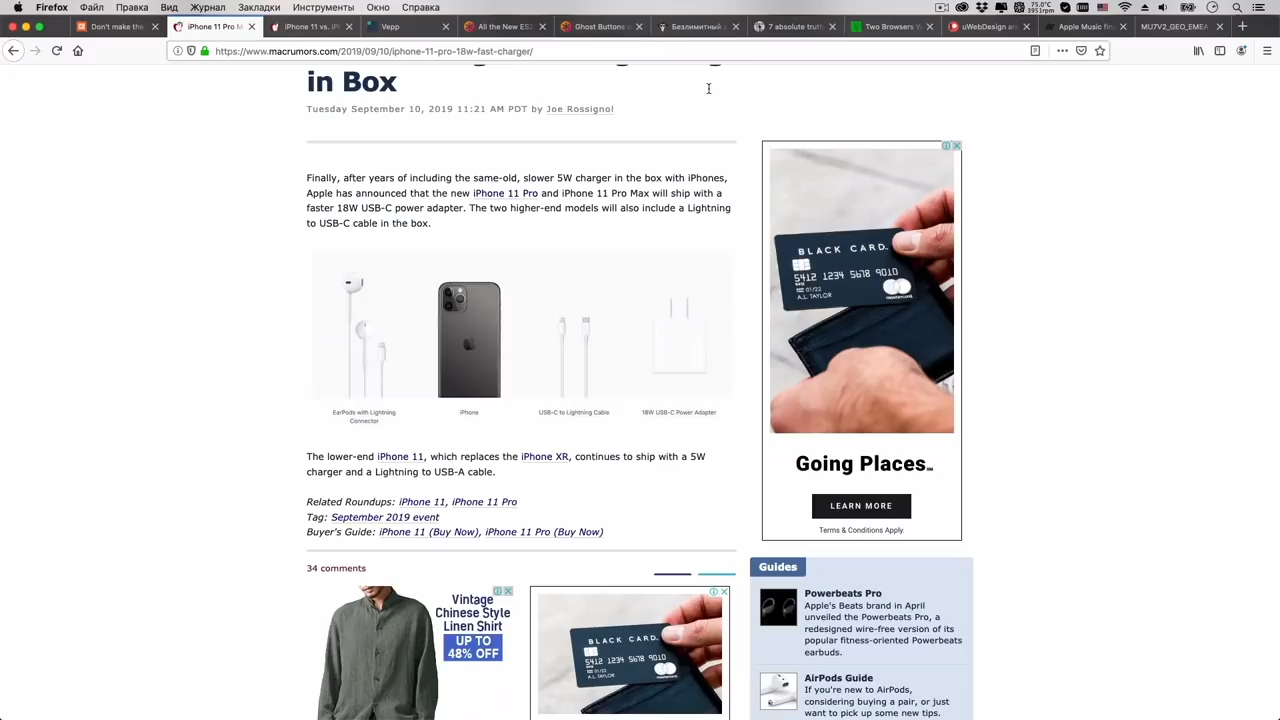 Firefox Файл Правка Вид Журнал Закладки Инструменты Окно Справка
75.0°C
3951rpm
Don't make the
iPhone 11 Pro M
iPhone 11 vs. iP
Vepp
All the New ES
Ghost Buttons
Безлимитный
7 absolute truth
Two Browsers W
uWebDesign an
Apple Music fin
MU7V2_GEO_EMEA
https://www.macrumors.com/2019/09/10/iphone-11-pro-18w-fast-charger/
in Box
Tuesday September 10, 2019 11:21 AM PDT by Joe Rossignol
Finally, after years of including the same-old, slower 5W charger in the box with iPhones,
Apple has announced that the new iPhone 11 Pro and iPhone 11 Pro Max will ship with a
faster 18W USB-C power adapter. The two higher-end models will also include a Lightning
to USB-C cable in the box.
EarPods with Lightning
Connector
iPhone
USB-C to Lightning Cable
18W USB-C Power Adapter
The lower-end iPhone 11, which replaces the iPhone XR, continues to ship with a 5W
charger and a Lightning to USB-A cable.
Related Roundups: iPhone 11, iPhone 11 Pro
Tag: September 2019 event
Buyer's Guide: iPhone 11 (Buy Now), iPhone 11 Pro (Buy Now)
34 comments
Vintage
Chinese Style
Linen Shirt
UP TO
48% OFF
BLACK CARD
5412 1234 5678 9010
BLACK CARD
5412 1234 5678 9010
01/22
A.L TAYLOR
mastercard
Going Places
LEARN MORE
Terms & Conditions Apply.
Guides
Powerbeats Pro
Apple's Beats brand in April
unveiled the Powerbeats Pro, a
redesigned wire-free version of its
popular fitness-oriented Powerbeats
earbuds.
AirPods Guide
If you're new to AirPods,
considering buying a pair, or just
want to pick up some new tips.